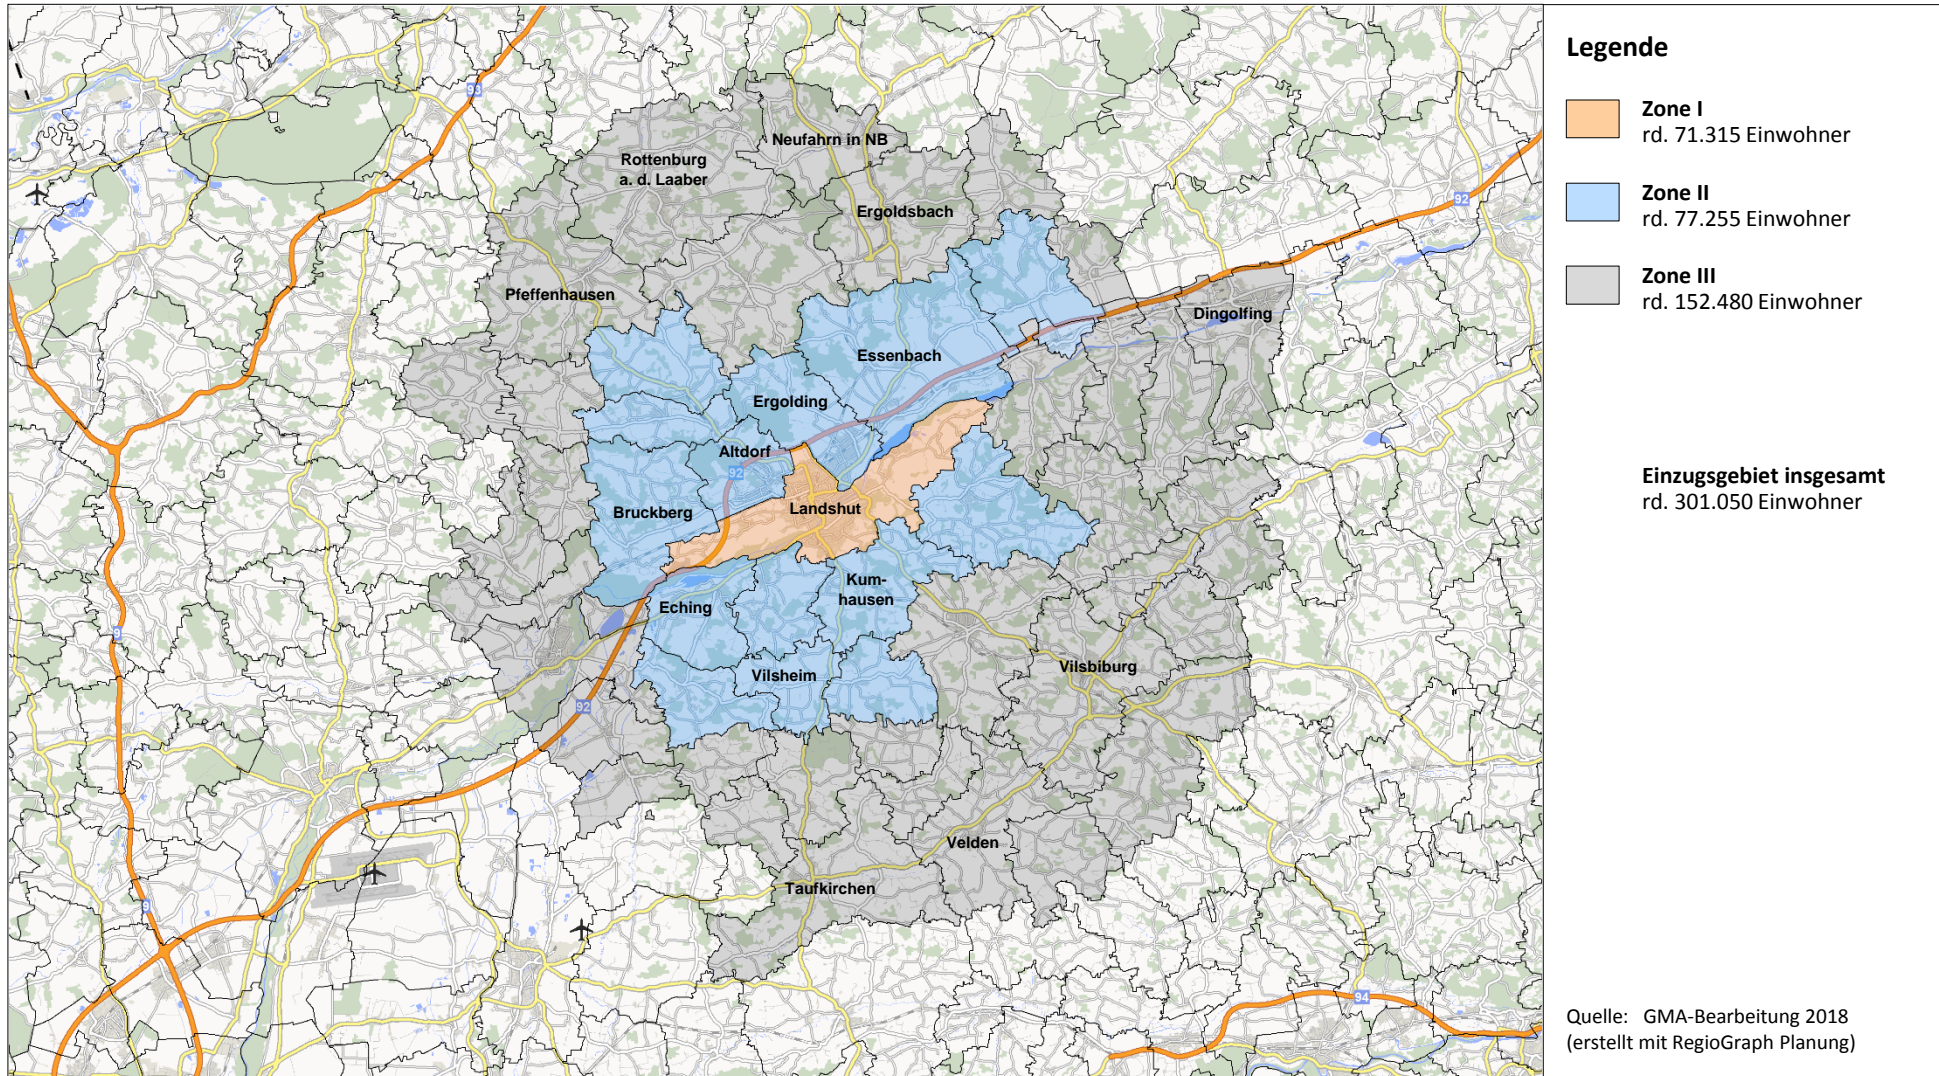 93
Neufahrn in NB
Rottenburg
a. d. Laaber
92
Ergoldsbach
Pfeffenhausen
Dingolfing
Essenbach
Ergolding
Altdorf
92
Landshut
Bruckberg
Kum-
hausen
Eching
9
Vilsbiburg
Vilsheim
92
Velden
Taufkirchen
9
94
Legende
Zone I
rd. 71.315 Einwohner
Zone II
rd. 77.255 Einwohner
Zone III
rd. 152.480 Einwohner
Einzugsgebiet insgesamt
rd. 301.050 Einwohner
Quelle: GMA-Bearbeitung 2018
(erstellt mit RegioGraph Planung)